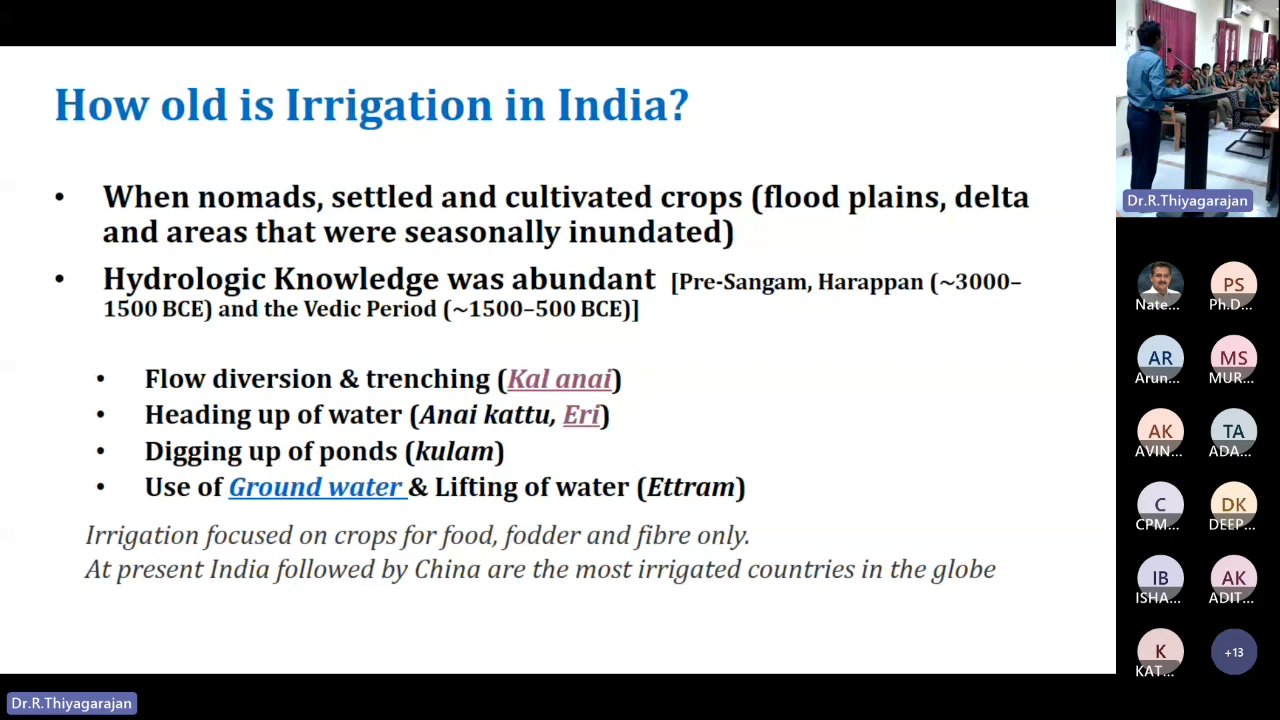 How old is Irrigation in India?
• When nomads, settled and cultivated crops (flood plains, delta
and areas that were seasonally inundated)
• Hydrologic Knowledge was abundant [Pre-Sangam, Harappan (~3000–
1500 BCE) and the Vedic Period (~1500–500 BCE)]
• Flow diversion & trenching (Kal anai)
• Heading up of water (Anai kattu, Eri)
• Digging up of ponds (kulam)
• Use of Ground water & Lifting of water (Ettram)
Irrigation focused on crops for food, fodder and fibre only.
At present India followed by China are the most irrigated countries in the globe
Dr.R.Thiyagarajan
Dr.R.Thiyagarajan
Nate...
PS
Ph.D...
AR
Arun...
MS
MUR...
AK
AVIN...
TA
ADA...
C
CPM...
DK
DEEP...
IB
ISHA...
AK
ADIT...
K
KAT...
+13